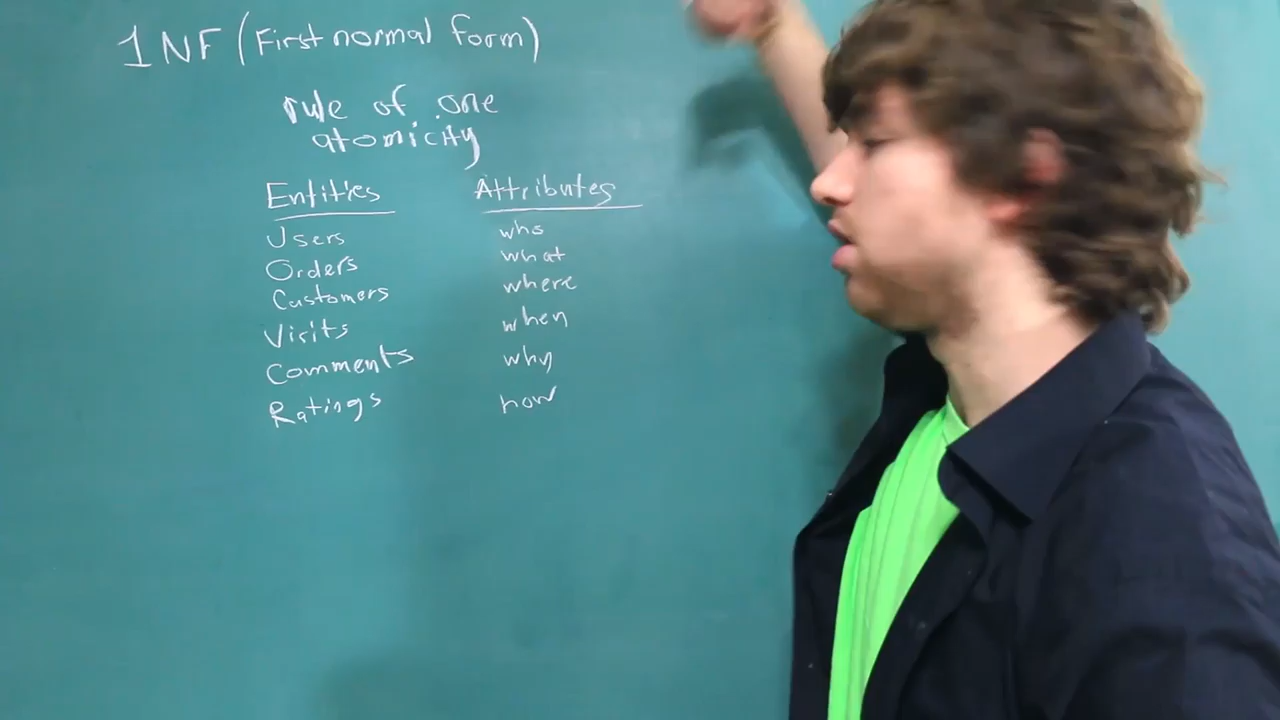 1NF (First normal form)
rule of one
atomicity
Entities Attributes
Users who
Orders what
Customers where
Visits when
Comments why
Ratings how